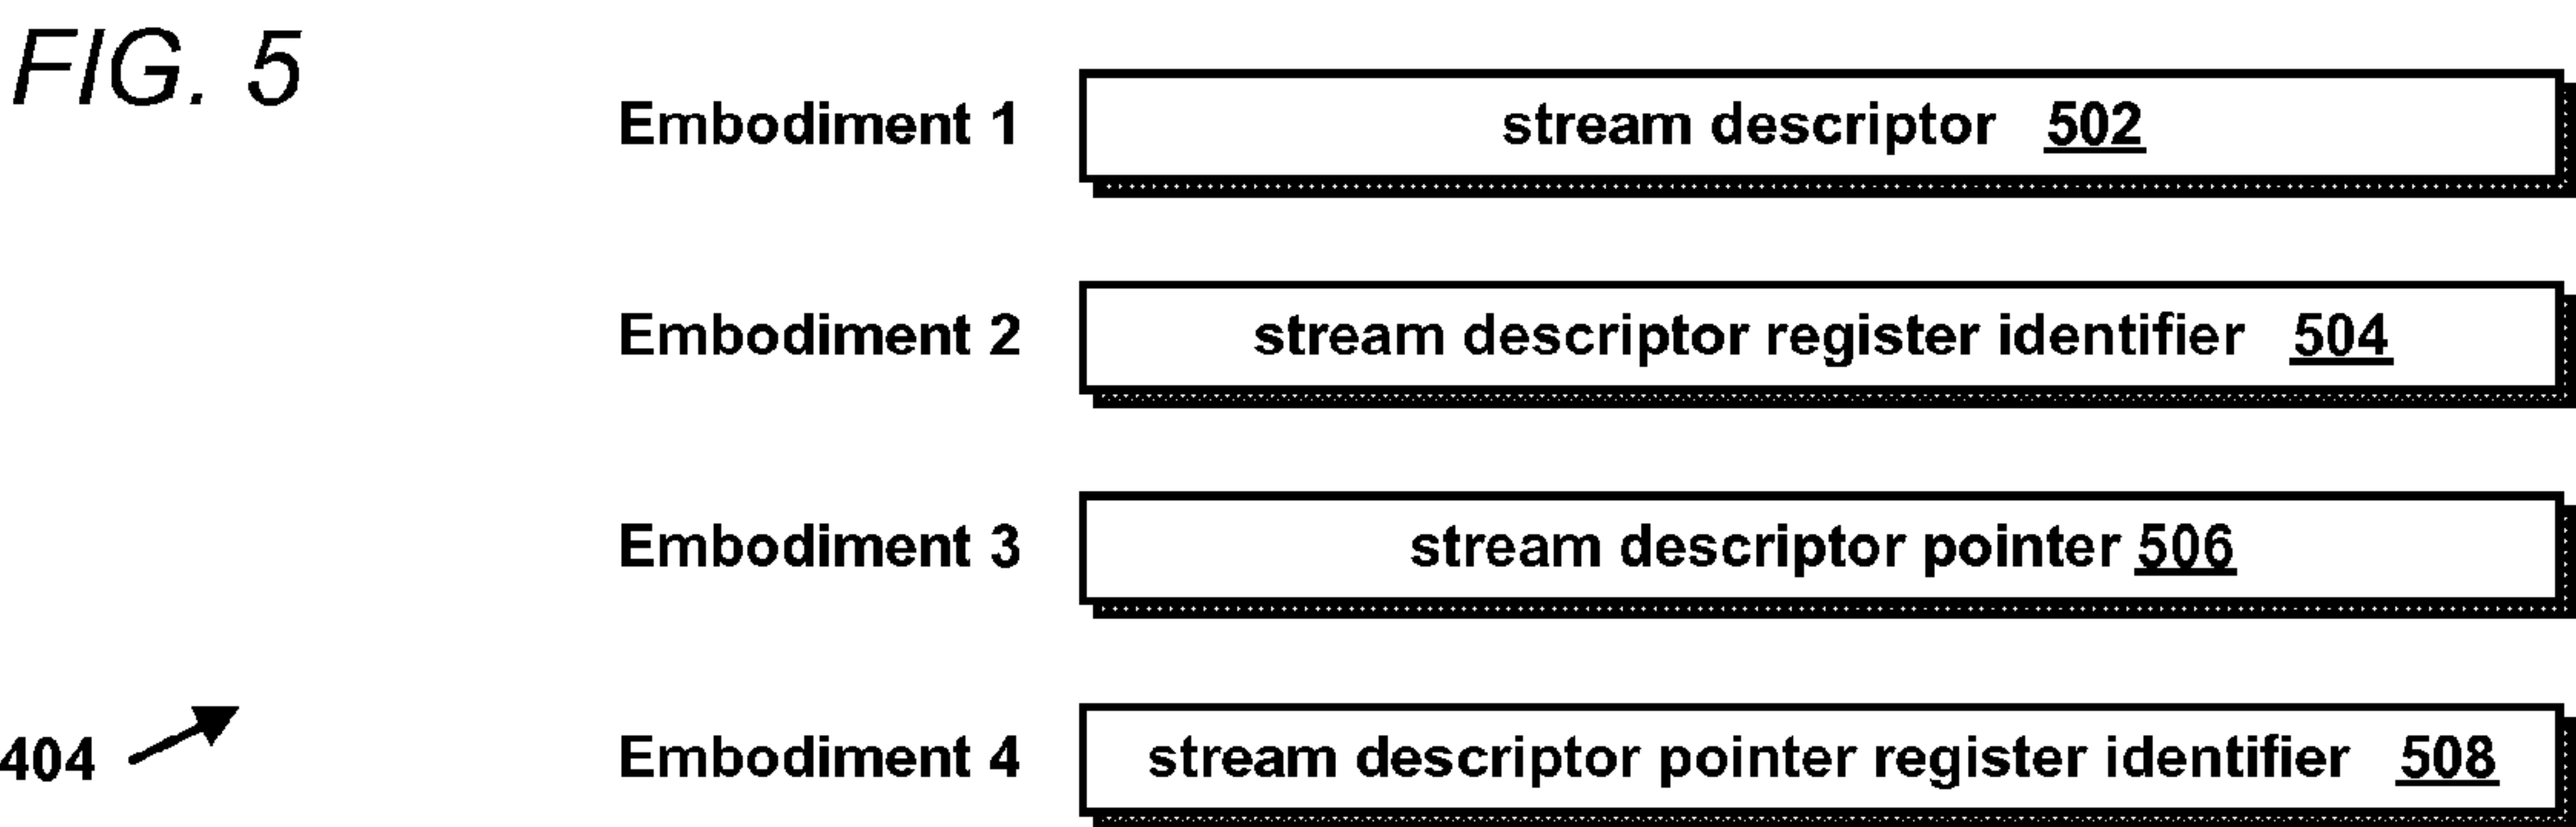 FIG. 5
Embodiment 1 stream descriptor 502
Embodiment 2 stream descriptor register identifier 504
Embodiment 3 stream descriptor pointer 506
404 Embodiment 4 stream descriptor pointer register identifier 508